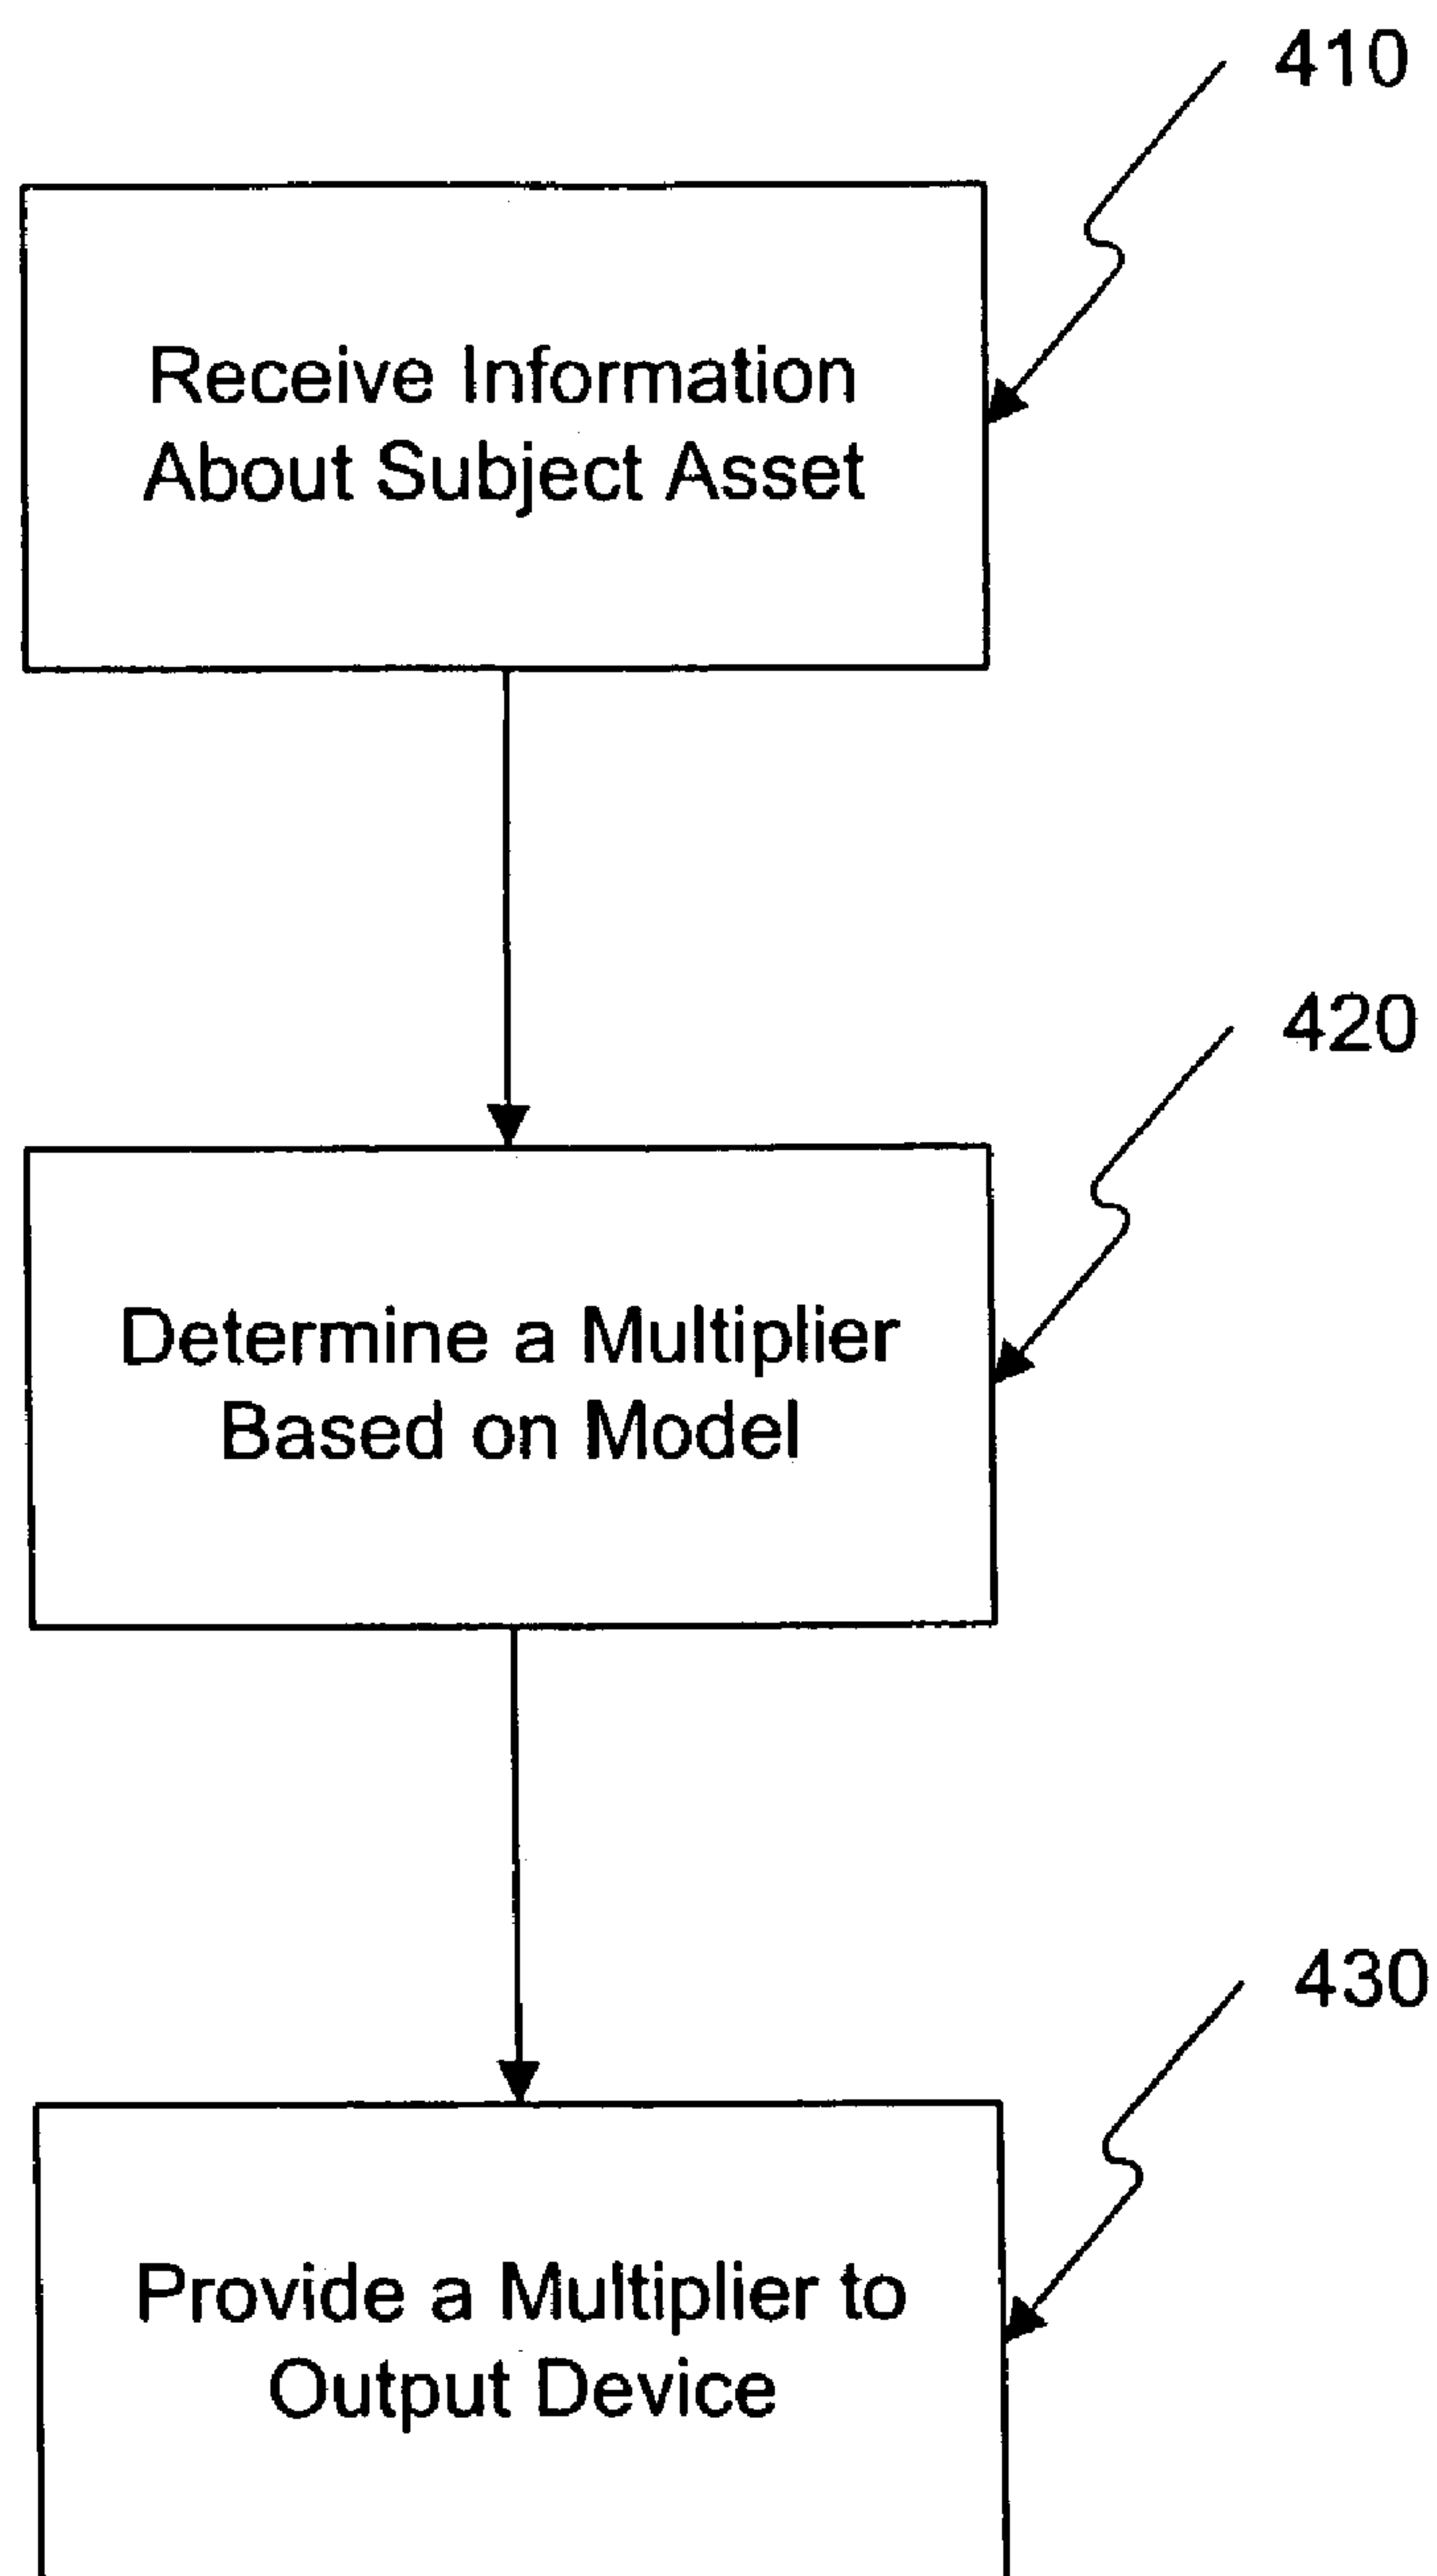 410
Receive Information
About Subject Asset
420
Determine a Multiplier
Based on Model
430
Provide a Multiplier to
Output Device